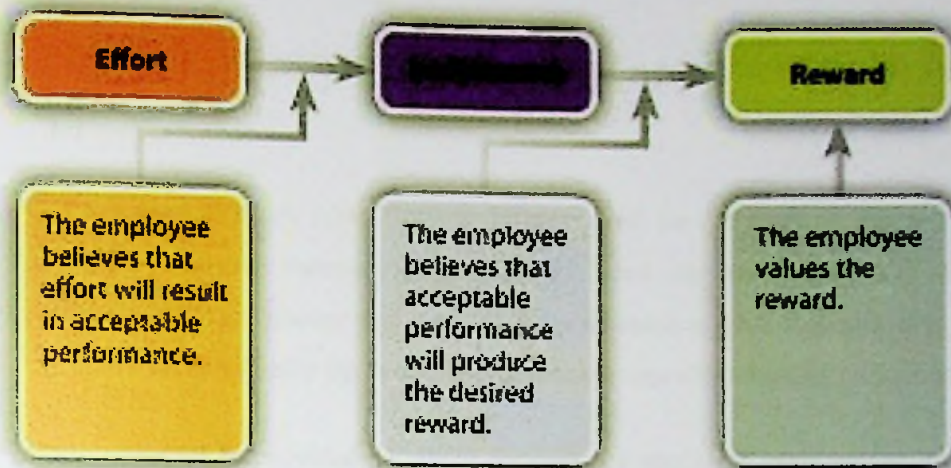 Effort
Reward
The employee
believes that
effort will result
in acceptable
performance.
The employee
believes that
acceptable
performance
will produce
the desired
reward.
The employee
values the
reward.